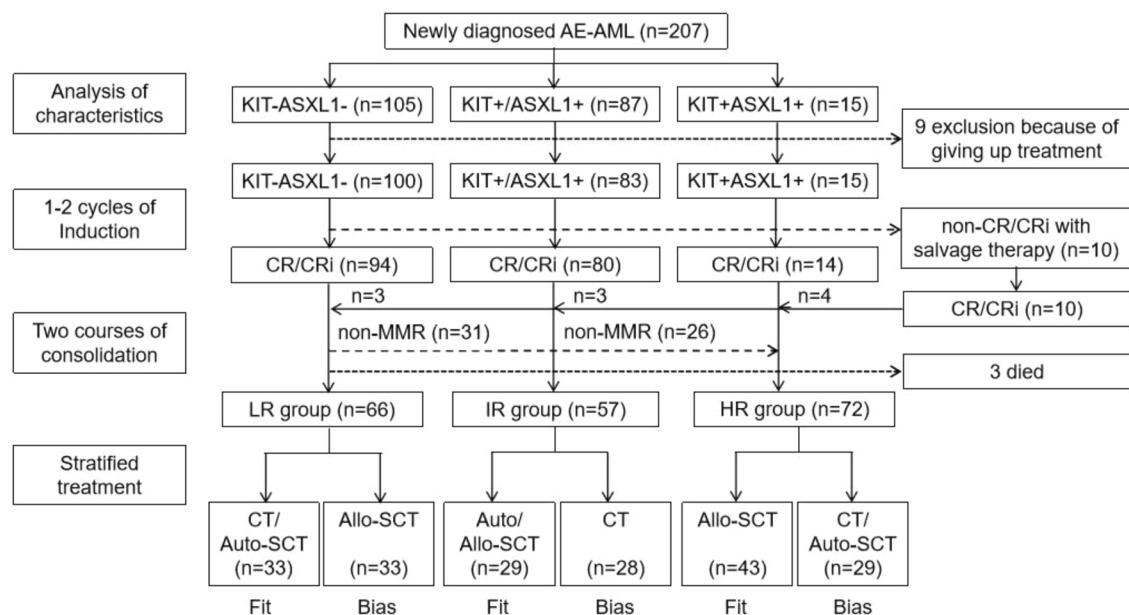 Newly diagnosed AE-AML (n=207)
Analysis of
characteristics
KIT-ASXL1- (n=105)
KIT+/ASXL1+ (n=87)
KIT+ASXL1+ (n=15)
9 exclusion because of
giving up treatment
KIT-ASXL1- (n=100)
KIT+/ASXL1+ (n=83)
KIT+ASXL1+ (n=15)
1-2 cycles of
Induction
non-CR/CRi with
salvage therapy (n=10)
CR/CRi (n=94)
CR/CRi (n=80)
CR/CRi (n=14)
n=3
n=3
n=4
CR/CRi (n=10)
Two courses of
consolidation
non-MMR (n=31)
non-MMR (n=26)
3 died
LR group (n=66)
IR group (n=57)
HR group (n=72)
Stratified
treatment
CT/
Auto-SCT
(n=33)
Allo-SCT
(n=33)
Auto/
Allo-SCT
(n=29)
CT
(n=28)
Allo-SCT
(n=43)
CT/
Auto-SCT
(n=29)
Fit
Bias
Fit
Bias
Fit
Bias